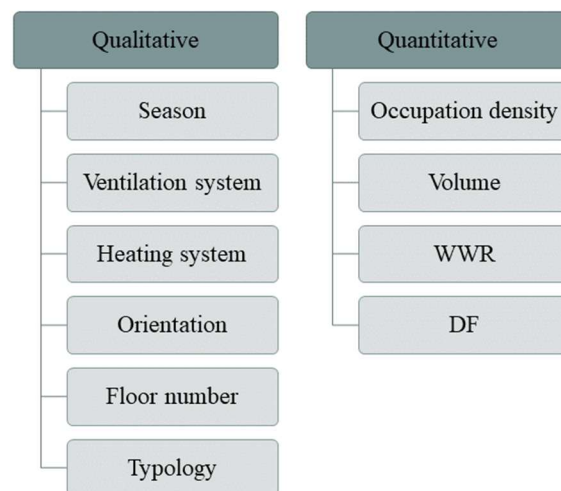 Qualitative
Season
Ventilation system
Heating system
Orientation
Floor number
Typology
Quantitative
Occupation density
Volume
WWR
DF